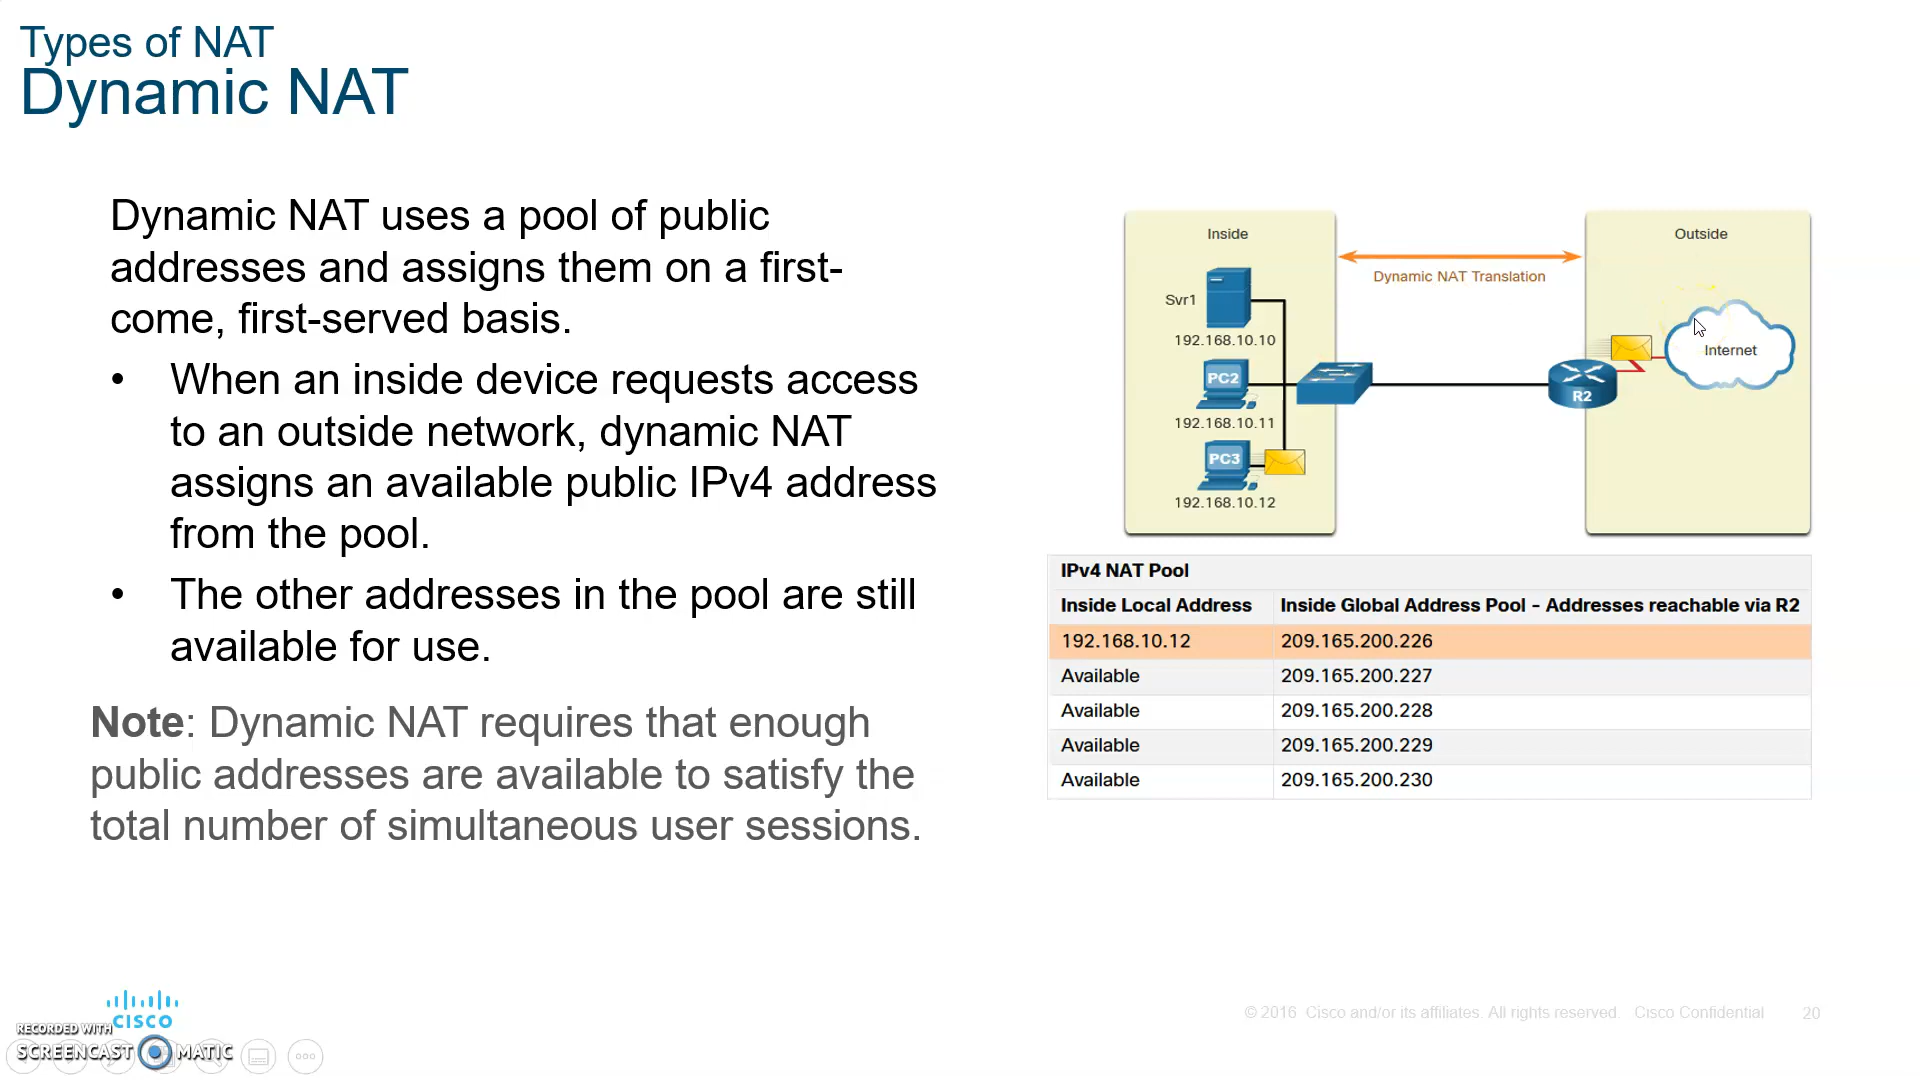 Types of NAT
Dynamic NAT
Dynamic NAT uses a pool of public
addresses and assigns them on a first-
come, first-served basis.
• When an inside device requests access
to an outside network, dynamic NAT
assigns an available public IPv4 address
from the pool.
• The other addresses in the pool are still
available for use.
Note: Dynamic NAT requires that enough
public addresses are available to satisfy the
total number of simultaneous user sessions.
Inside
Outside
Dynamic NAT Translation
Svr1
192.168.10.10
PC2
192.168.10.11
PC3
192.168.10.12
R2
Internet
IPv4 NAT Pool
Inside Local Address Inside Global Address Pool - Addresses reachable via R2
192.168.10.12 209.165.200.226
Available 209.165.200.227
Available 209.165.200.228
Available 209.165.200.229
Available 209.165.200.230
CISCO
RECORDED WITH
SCREENCAST MATIC
© 2016 Cisco and/or its affiliates. All rights reserved. Cisco Confidential 20